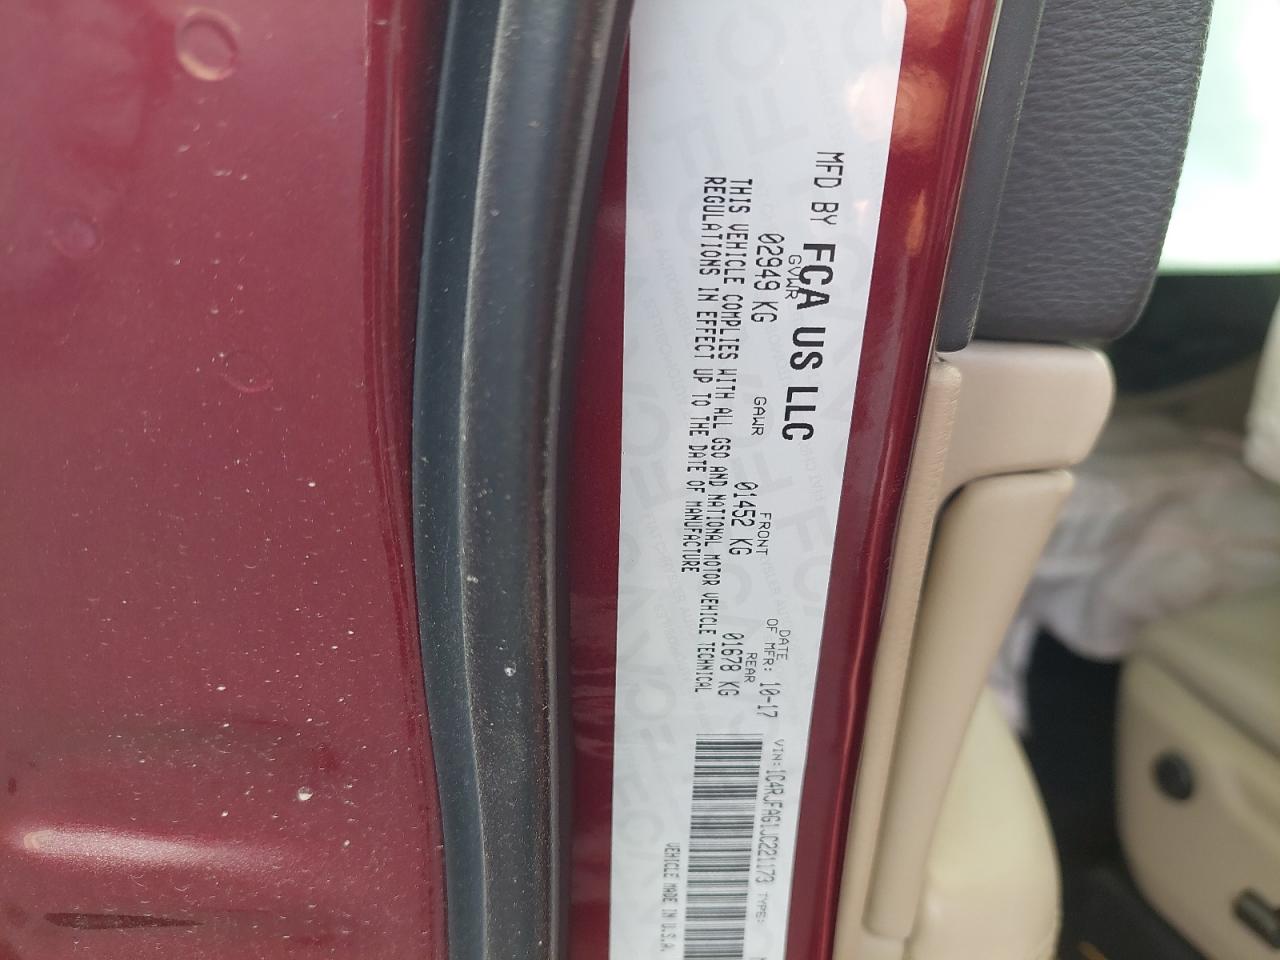 MFD BY FCA US LLC
DATE
OF MFR: 10-17
VIN:1C4RJFAG1JC221173 TYPE:
GVWR
02949 KG
GAWR
FRONT
01452 KG
REAR
01678 KG
THIS VEHICLE COMPLIES WITH ALL GSO AND NATIONAL MOTOR VEHICLE TECHNICAL
REGULATIONS IN EFFECT UP TO THE DATE OF MANUFACTURE
VEHICLE MADE IN U.S.A.